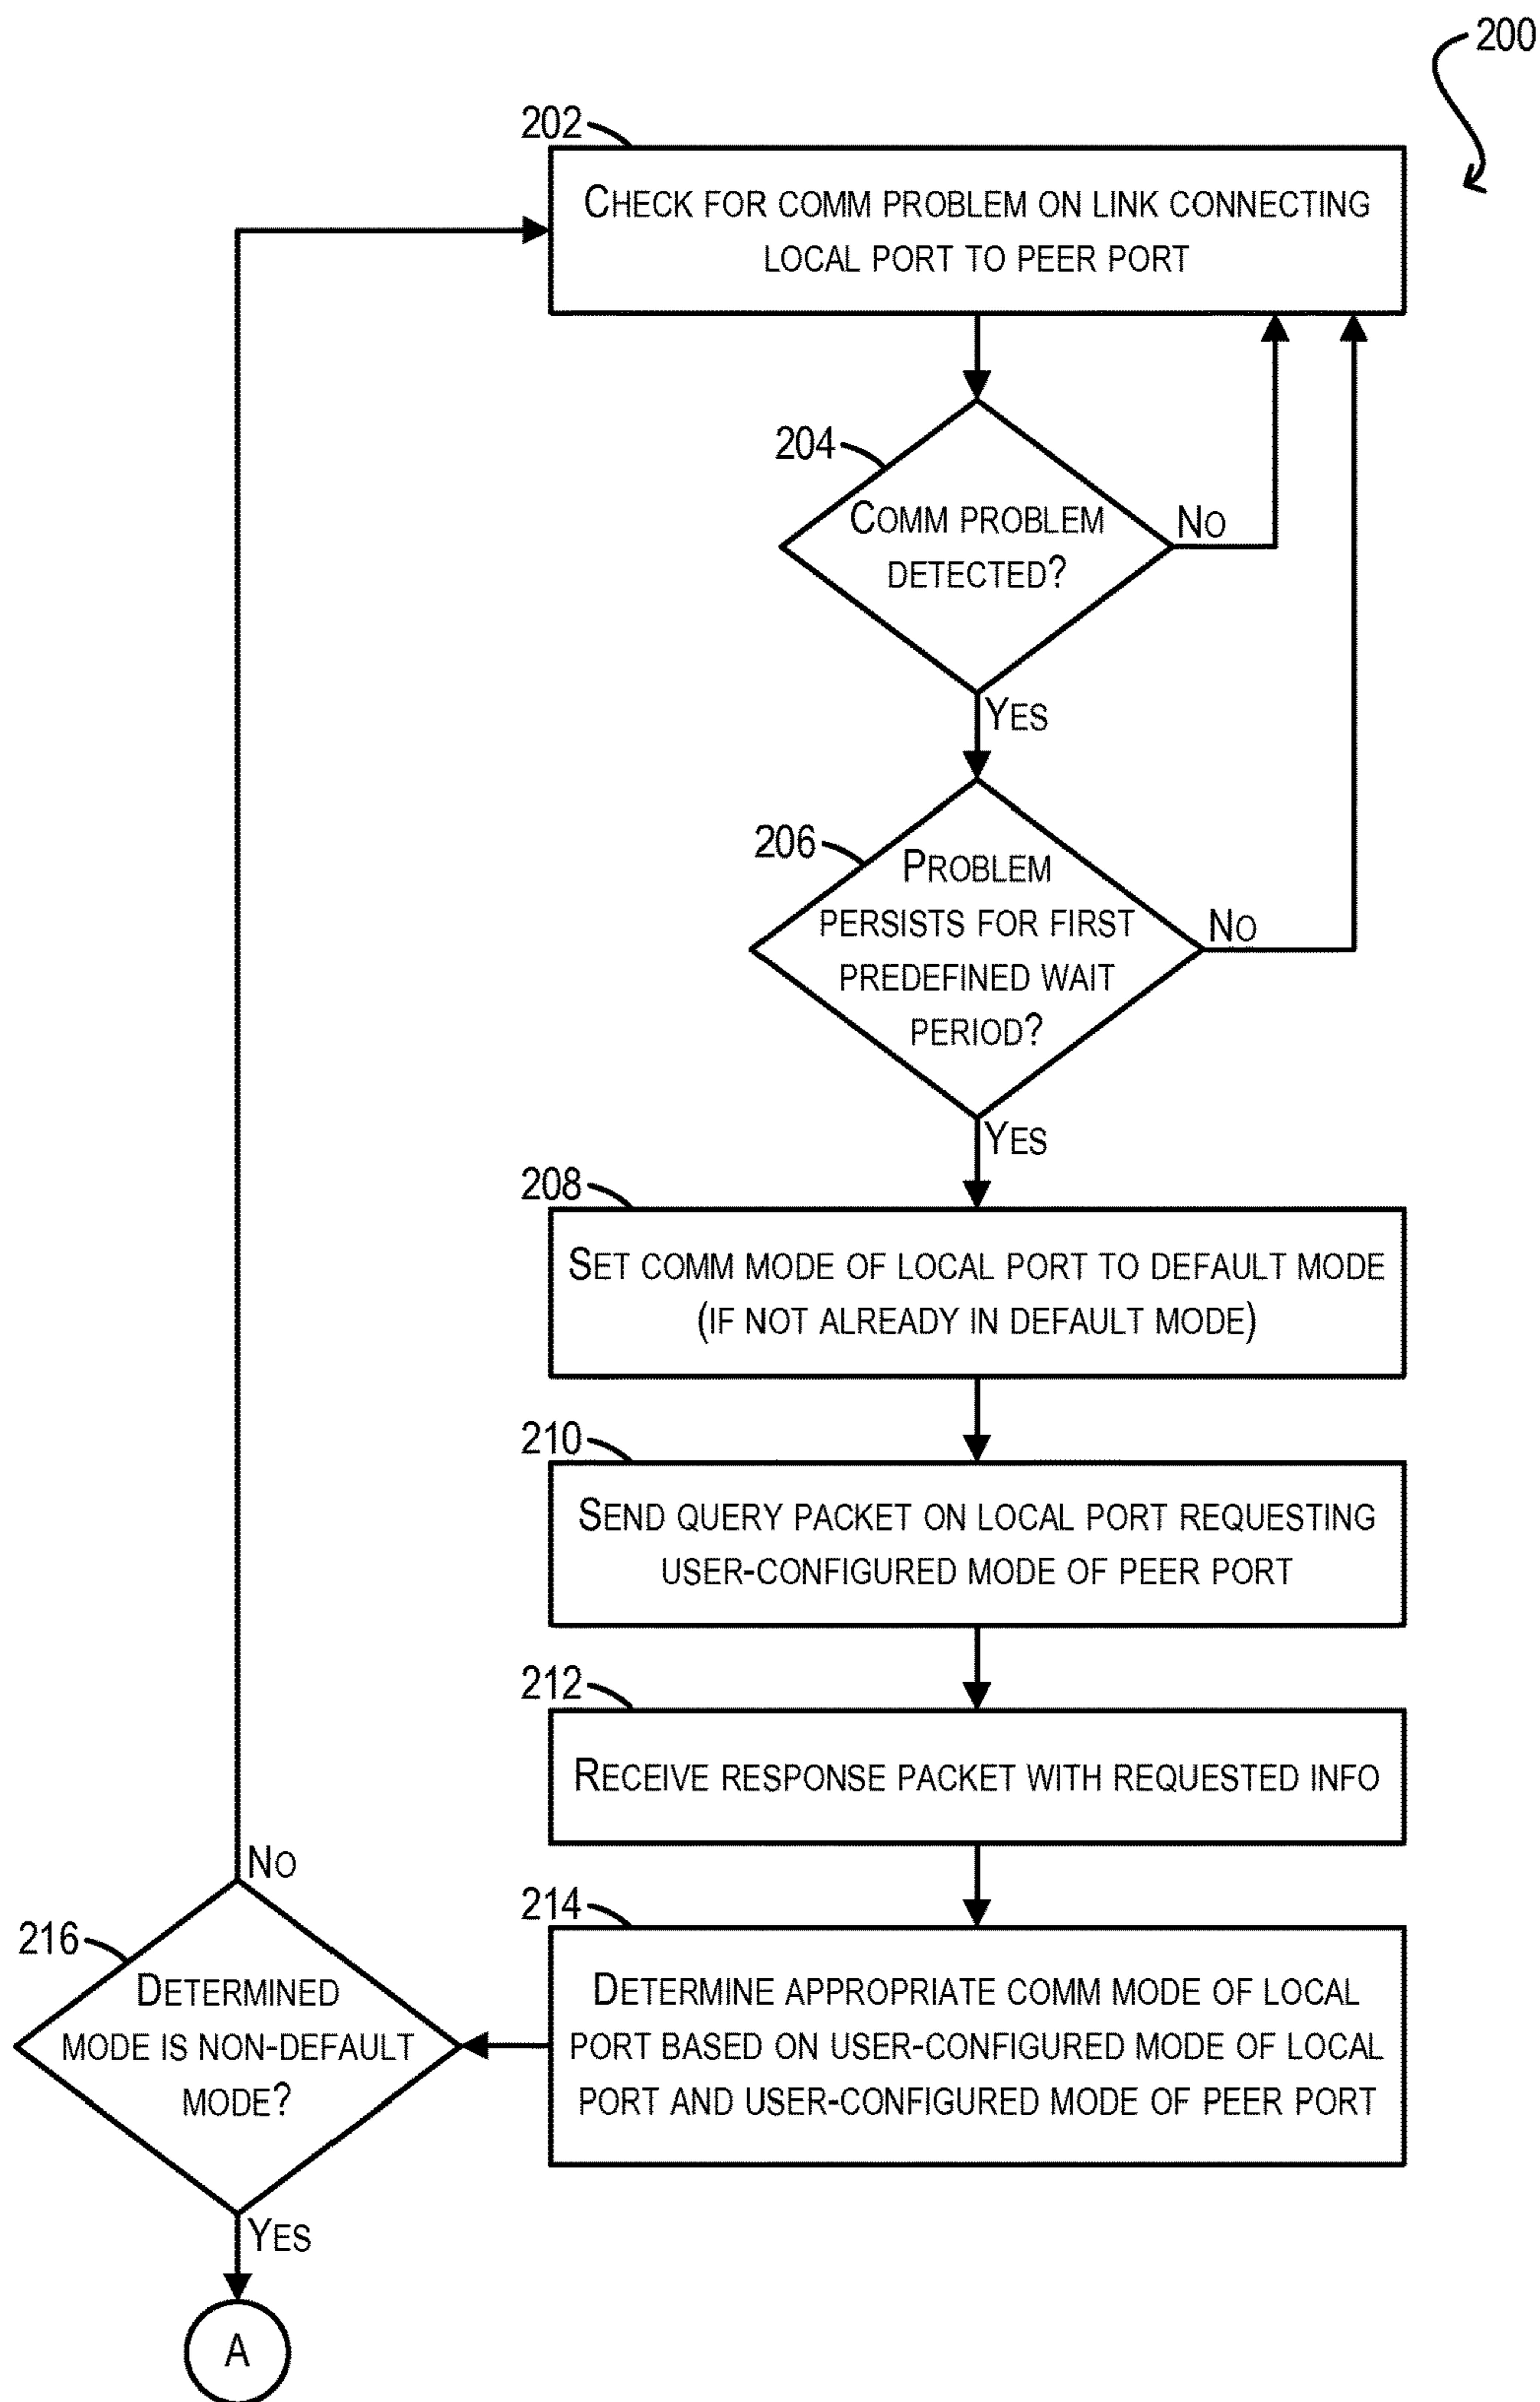 200
202
Check for comm problem on link connecting
local port to peer port
204
Comm problem
detected?
No
Yes
206
Problem
persists for first
predefined wait
period?
No
Yes
208
Set comm mode of local port to default mode
(if not already in default mode)
210
Send query packet on local port requesting
user-configured mode of peer port
212
Receive response packet with requested info
214
Determine appropriate comm mode of local
port based on user-configured mode of local
port and user-configured mode of peer port
No
216
Determined
mode is non-default
mode?
Yes
A